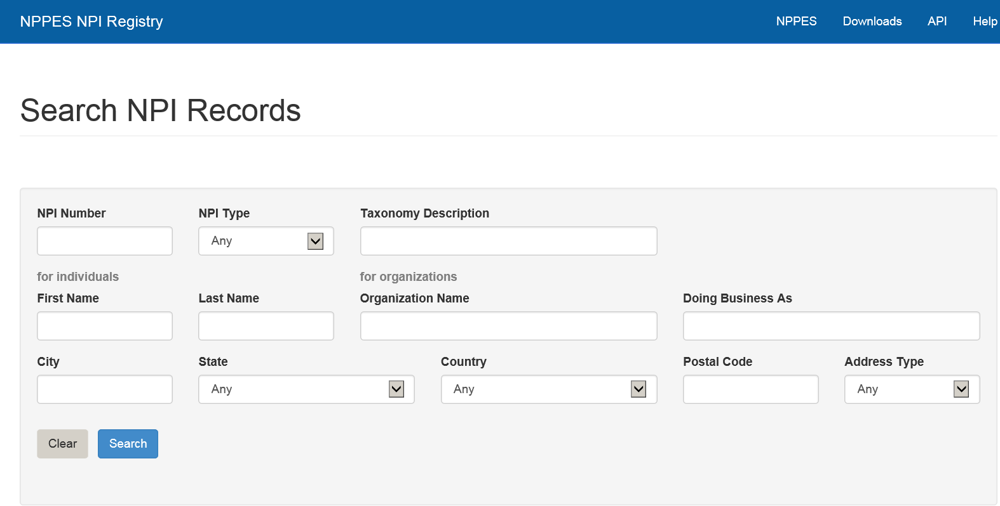 NPPES NPI Registry NPPES Downloads API Help
Search NPI Records
NPI Number NPI Type Taxonomy Description
Any
for individuals for organizations
First Name Last Name Organization Name Doing Business As
City State Country Postal Code Address Type
Any Any Any
Clear Search